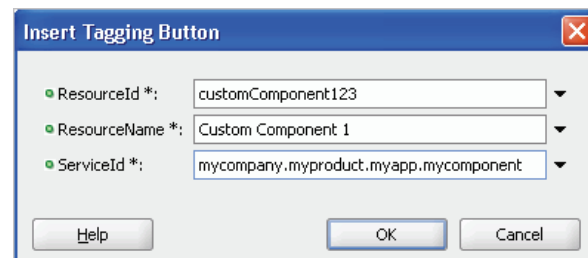 Insert Tagging Button
ResourceId *: customComponent123
ResourceName *: Custom Component 1
ServiceId *: mycompany.myproduct.myapp.mycomponent
Help OK Cancel